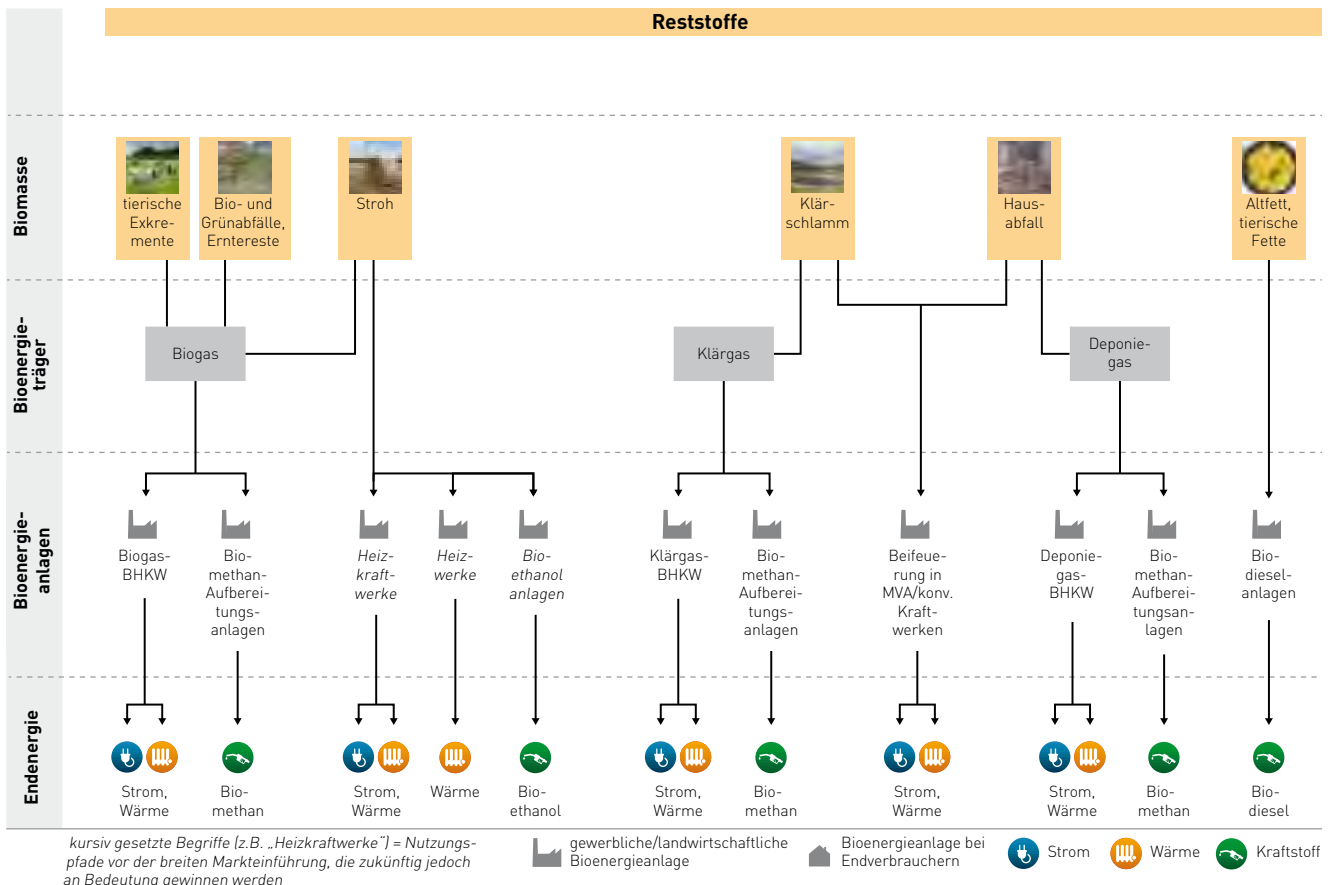 Reststoffe
Biomasse
tierische
Exkre-
mente
Bio- und
Grünabfälle,
Erntereste
Stroh
Klär-
schlamm
Haus-
abfall
Altfett,
tierische
Fette
Bioenergie-
träger
Biogas
Klärgas
Deponie-
gas
Bioenergie-
anlagen
Biogas-
BHKW
Bio-
methan-
Aufberei-
tungs-
anlagen
Heiz-
kraft-
werke
Heiz-
werke
Bio-
ethanol
anlagen
Klärgas-
BHKW
Bio-
methan-
Aufberei-
tungs-
anlagen
Beifeue-
rung in
MVA/konv.
Kraft-
werken
Deponie-
gas-
BHKW
Bio-
methan-
Aufberei-
tungsan-
lagen
Bio-
diesel-
anlagen
Endenergie
Strom,
Wärme
Bio-
methan
Strom,
Wärme
Wärme
Bio-
ethanol
Strom,
Wärme
Bio-
methan
Strom,
Wärme
Strom,
Wärme
Bio-
methan
Bio-
diesel
kursiv gesetzte Begriffe (z.B. „Heizkraftwerke“) = Nutzungs-
pfade vor der breiten Markteinführung, die zukünftig jedoch
an Bedeutung gewinnen werden
gewerbliche/landwirtschaftliche
Bioenergieanlage
Bioenergieanlage bei
Endverbrauchern
Strom
Wärme
Kraftstoff